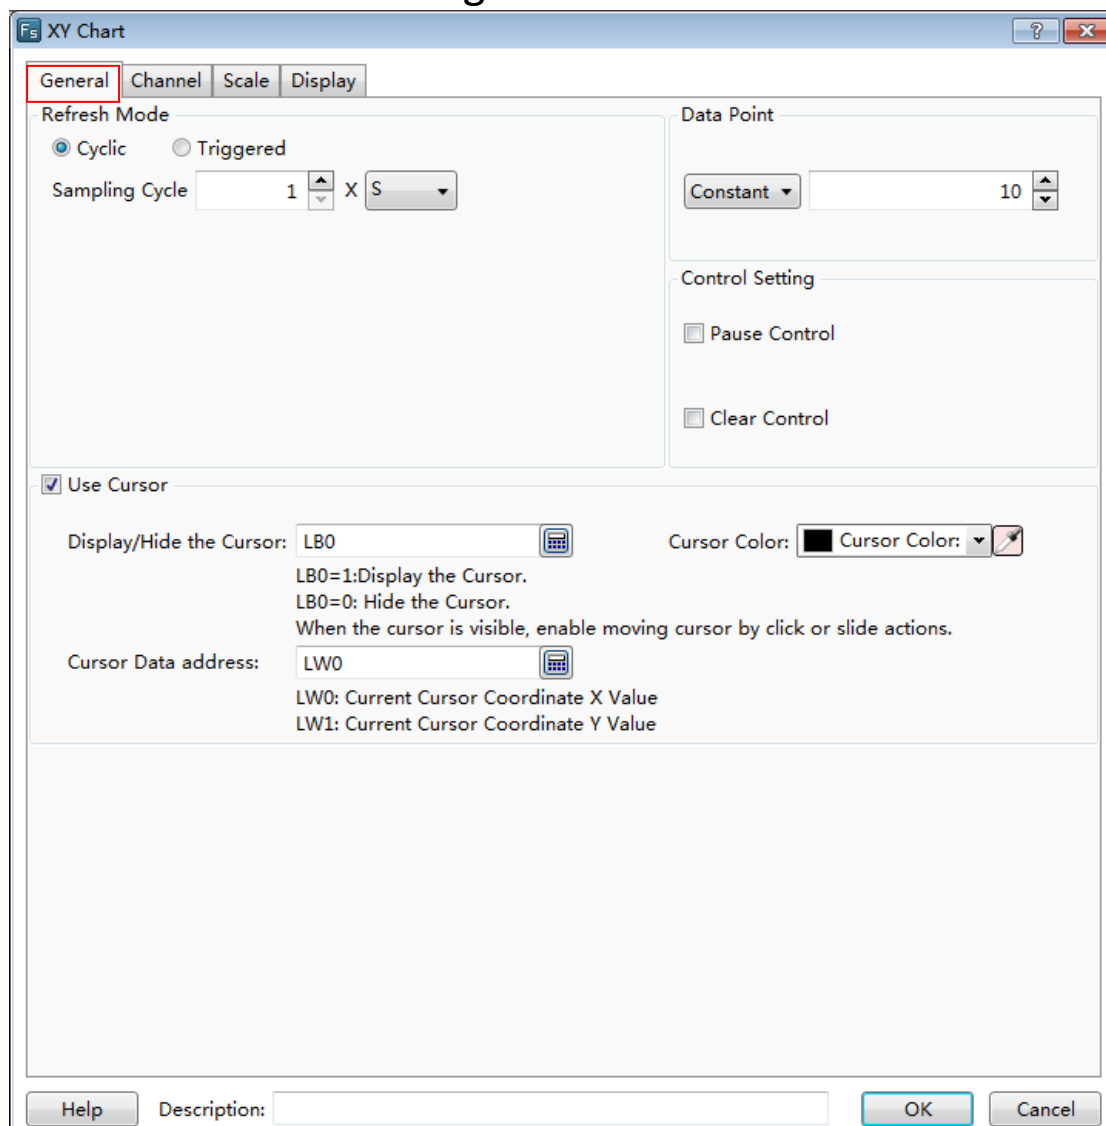 g
Fs XY Chart
General Channel Scale Display
Refresh Mode
Cyclic Triggered
Sampling Cycle 1 X S
Data Point
Constant 10
Control Setting
Pause Control
Clear Control
Use Cursor
Display/Hide the Cursor: LB0 Cursor Color: Cursor Color:
LB0=1:Display the Cursor.
LB0=0: Hide the Cursor.
When the cursor is visible, enable moving cursor by click or slide actions.
Cursor Data address: LW0
LW0: Current Cursor Coordinate X Value
LW1: Current Cursor Coordinate Y Value
Help Description: OK Cancel